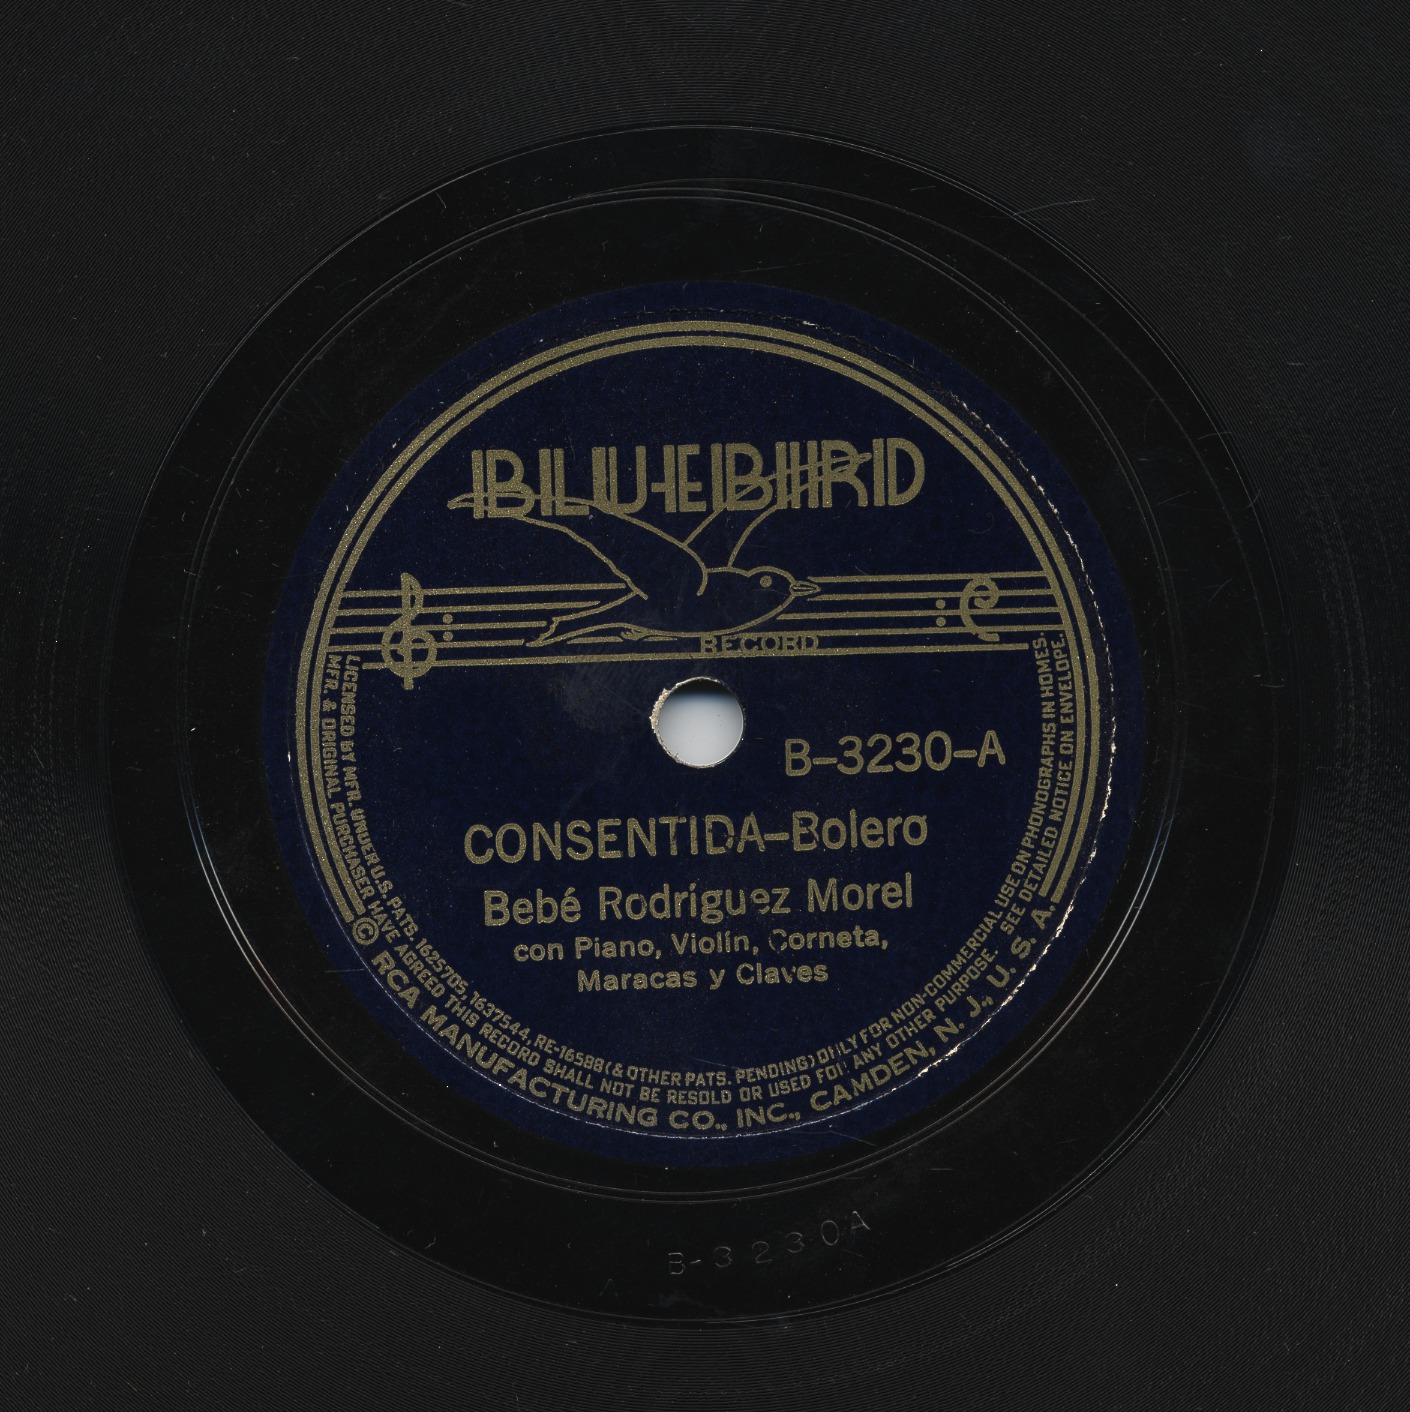 BLUEBIRD
RECORD
B-3230-A
CONSENTIDA-Bolero
Bebé Rodríguez Morel
con Piano, Violín, Corneta,
Maracas y Claves
LICENSED BY MFR. UNDER U.S. PATS. 1625705, 1637544, RE-16588 (& OTHER PATS. PENDING) ONLY FOR NON-COMMERCIAL USE ON PHONOGRAPHS IN HOMES.
MFR. & ORIGINAL PURCHASER HAVE AGREED THIS RECORD SHALL NOT BE RESOLD OR USED FOR ANY OTHER PURPOSE. SEE DETAILED NOTICE ON ENVELOPE.
© RCA MANUFACTURING CO., INC., CAMDEN, N. J., U. S. A.
B-3230A